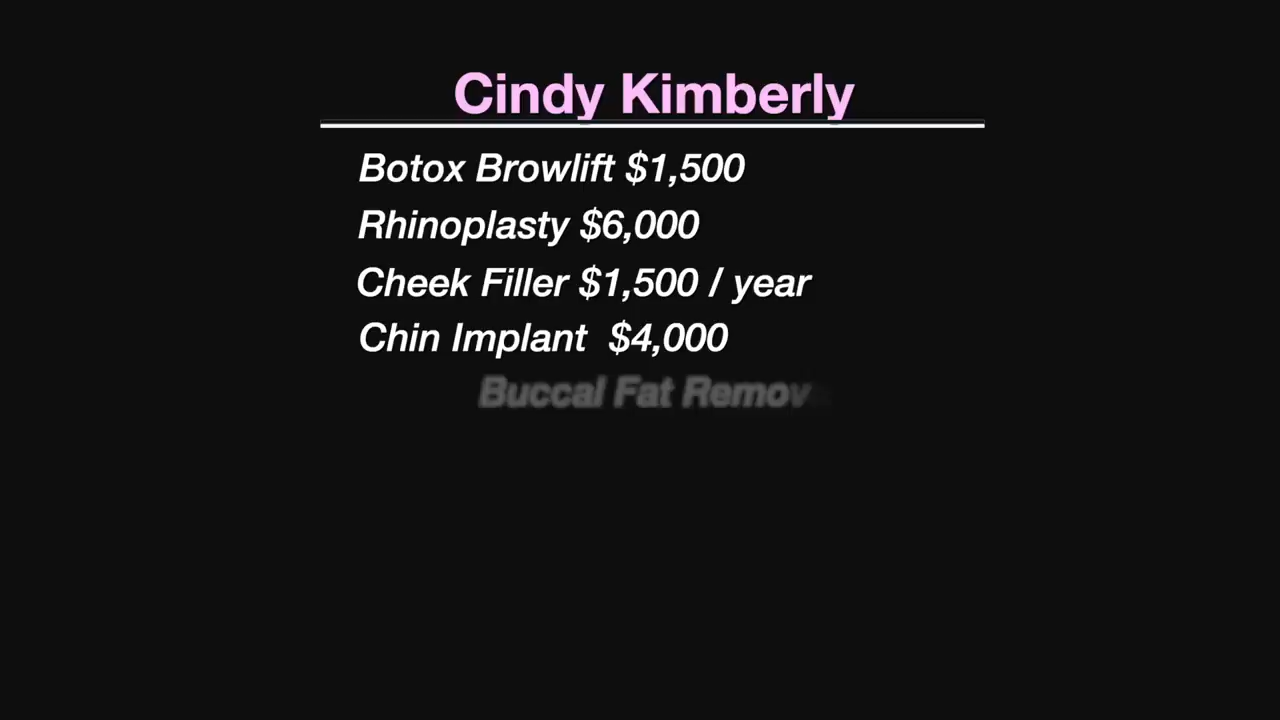 Cindy Kimberly
Botox Browlift $1,500
Rhinoplasty $6,000
Cheek Filler $1,500 / year
Chin Implant $4,000
Buccal Fat